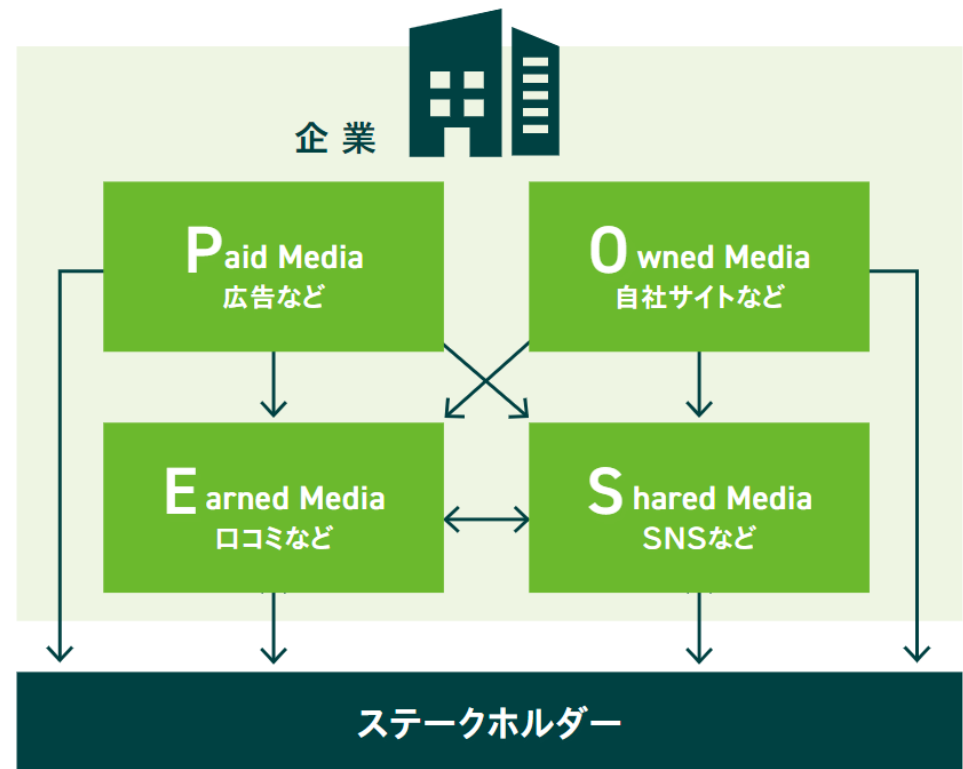 企業
Paid Media
広告など
Owned Media
自社サイトなど
Earned Media
口コミなど
Shared Media
SNSなど
ステークホルダー